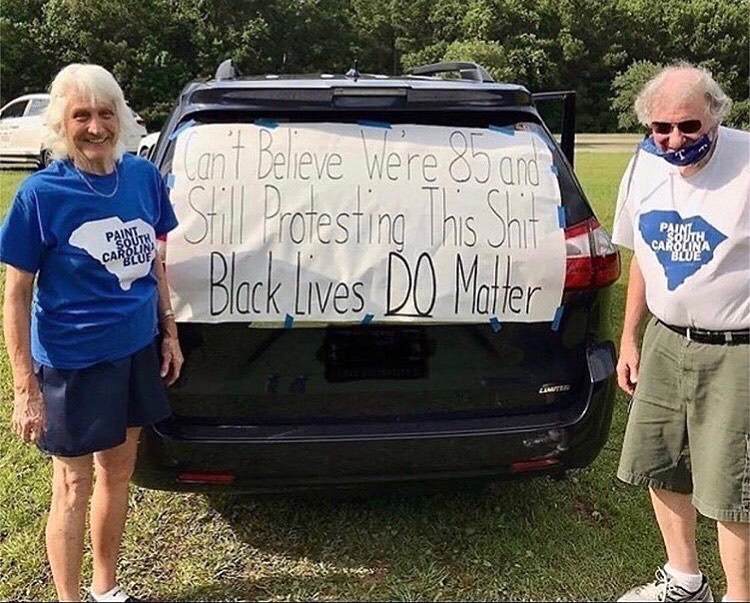 Can't Believe We're 85 and
Still Protesting This Shit
Black Lives DO Matter
PAINT
SOUTH
CAROLINA
BLUE
PAINT
SOUTH
CAROLINA
BLUE
LIMITED